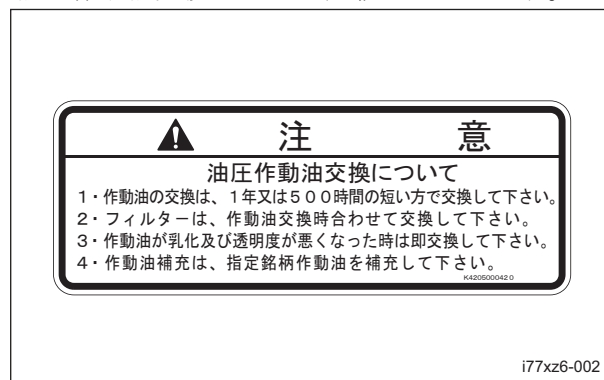 注意
油圧作動油交換について
1・作動油の交換は、1年又は500時間の短い方で交換して下さい。
2・フィルターは、作動油交換時合わせて交換して下さい。
3・作動油が乳化及び透明度が悪くなった時は即交換して下さい。
4・作動油補充は、指定銘柄作動油を補充して下さい。
K4205000420
i77xz6-002